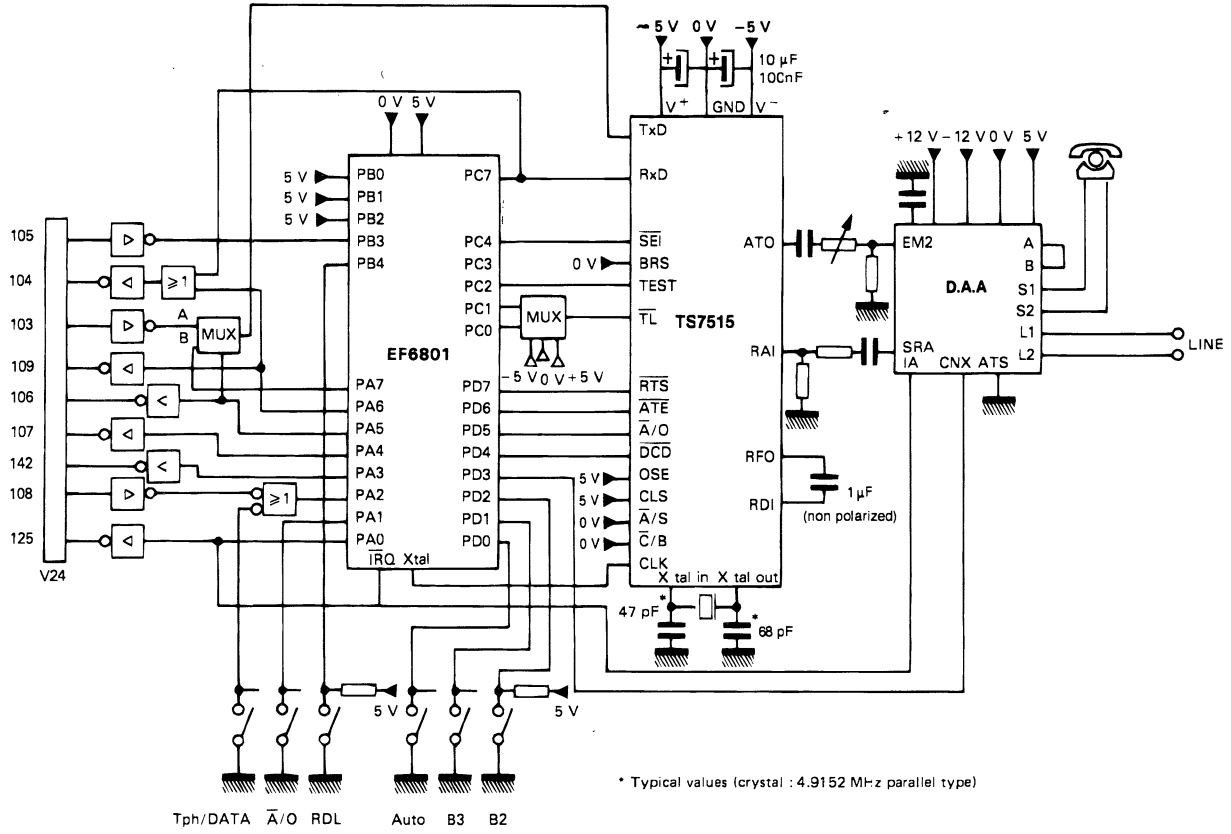 ~ 5 V 0 V -5 V
10 µF
10CnF
V+ GND V-
0 V 5 V
TxD
RxD
SEI
BRS
TEST
TL
RTS
ATE
A/O
DCD
OSE
CLS
A/S
C/B
CLK
X tal in X tal out
TS7515
ATO
RAI
RFO
RDI
0 V
5 V
5 V
0 V
0 V
5 V
5 V
5 V
PB0
PB1
PB2
PB3
PB4
PA7
PA6
PA5
PA4
PA3
PA2
PA1
PA0
IRQ Xtal
EF6801
PC7
PC4
PC3
PC2
PC1
PC0
PD7
PD6
PD5
PD4
PD3
PD2
PD1
PD0
MUX
-5 V 0 V +5 V
105
104
103
109
106
107
142
108
125
V24
≥1
A
B
MUX
≥1
+12 V -12 V 0 V 5 V
EM2
A
B
D.A.A
S1
S2
L1
L2
SRA
IA CNX ATS
LINE
1 µF
(non polarized)
47 pF *
* 68 pF
5 V
5 V
Tph/DATA A/O RDL Auto B3 B2
* Typical values (crystal : 4.9152 MHz parallel type)